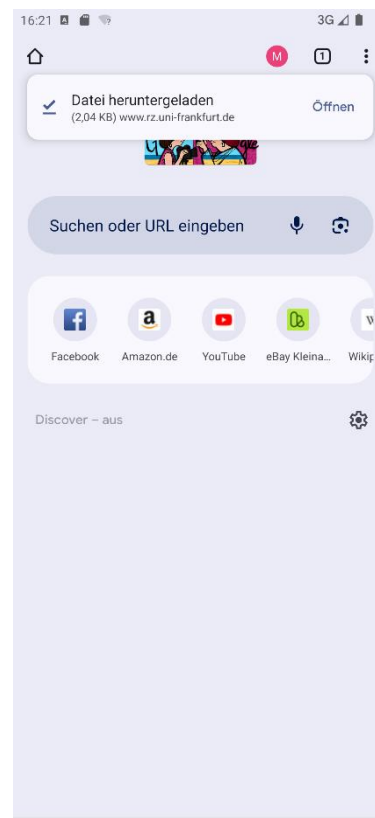 16:21
3G
M
1
Datei heruntergeladen
(2,04 KB) www.rz.uni-frankfurt.de
Öffnen
Suchen oder URL eingeben
Facebook
Amazon.de
YouTube
eBay Kleina...
Wikip
Discover – aus